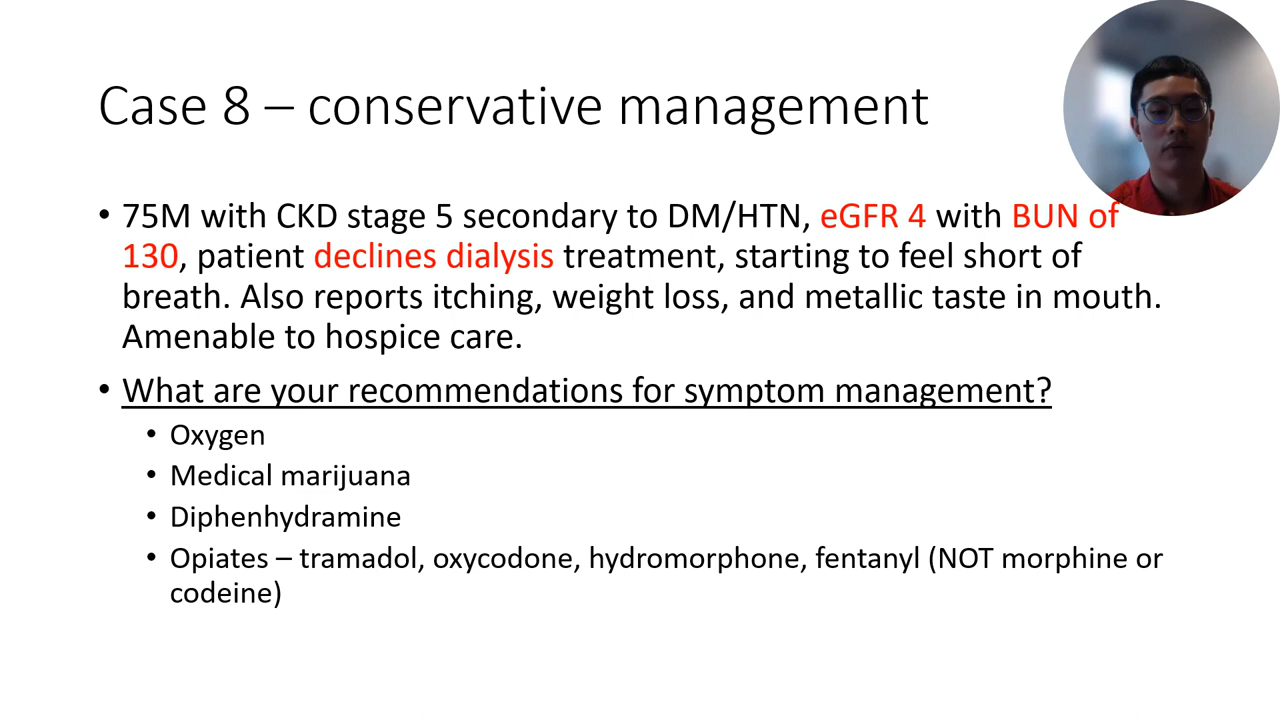 Case 8 – conservative management
• 75M with CKD stage 5 secondary to DM/HTN, eGFR 4 with BUN of
130, patient declines dialysis treatment, starting to feel short of
breath. Also reports itching, weight loss, and metallic taste in mouth.
Amenable to hospice care.
• What are your recommendations for symptom management?
• Oxygen
• Medical marijuana
• Diphenhydramine
• Opiates – tramadol, oxycodone, hydromorphone, fentanyl (NOT morphine or
codeine)